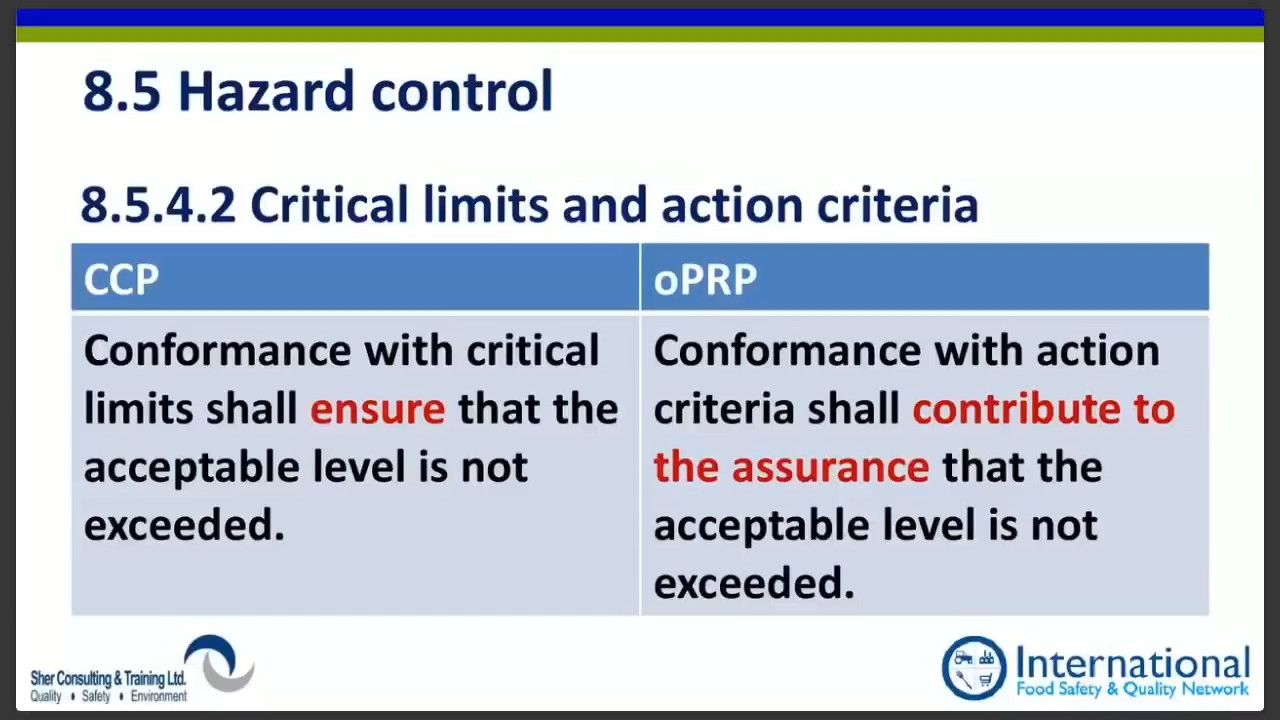 8.5 Hazard control
8.5.4.2 Critical limits and action criteria
CCP
Conformance with critical
limits shall ensure that the
acceptable level is not
exceeded.
oPRP
Conformance with action
criteria shall contribute to
the assurance that the
acceptable level is not
exceeded.
Sher Consulting & Training Ltd.
Quality • Safety • Environment
International
Food Safety & Quality Network